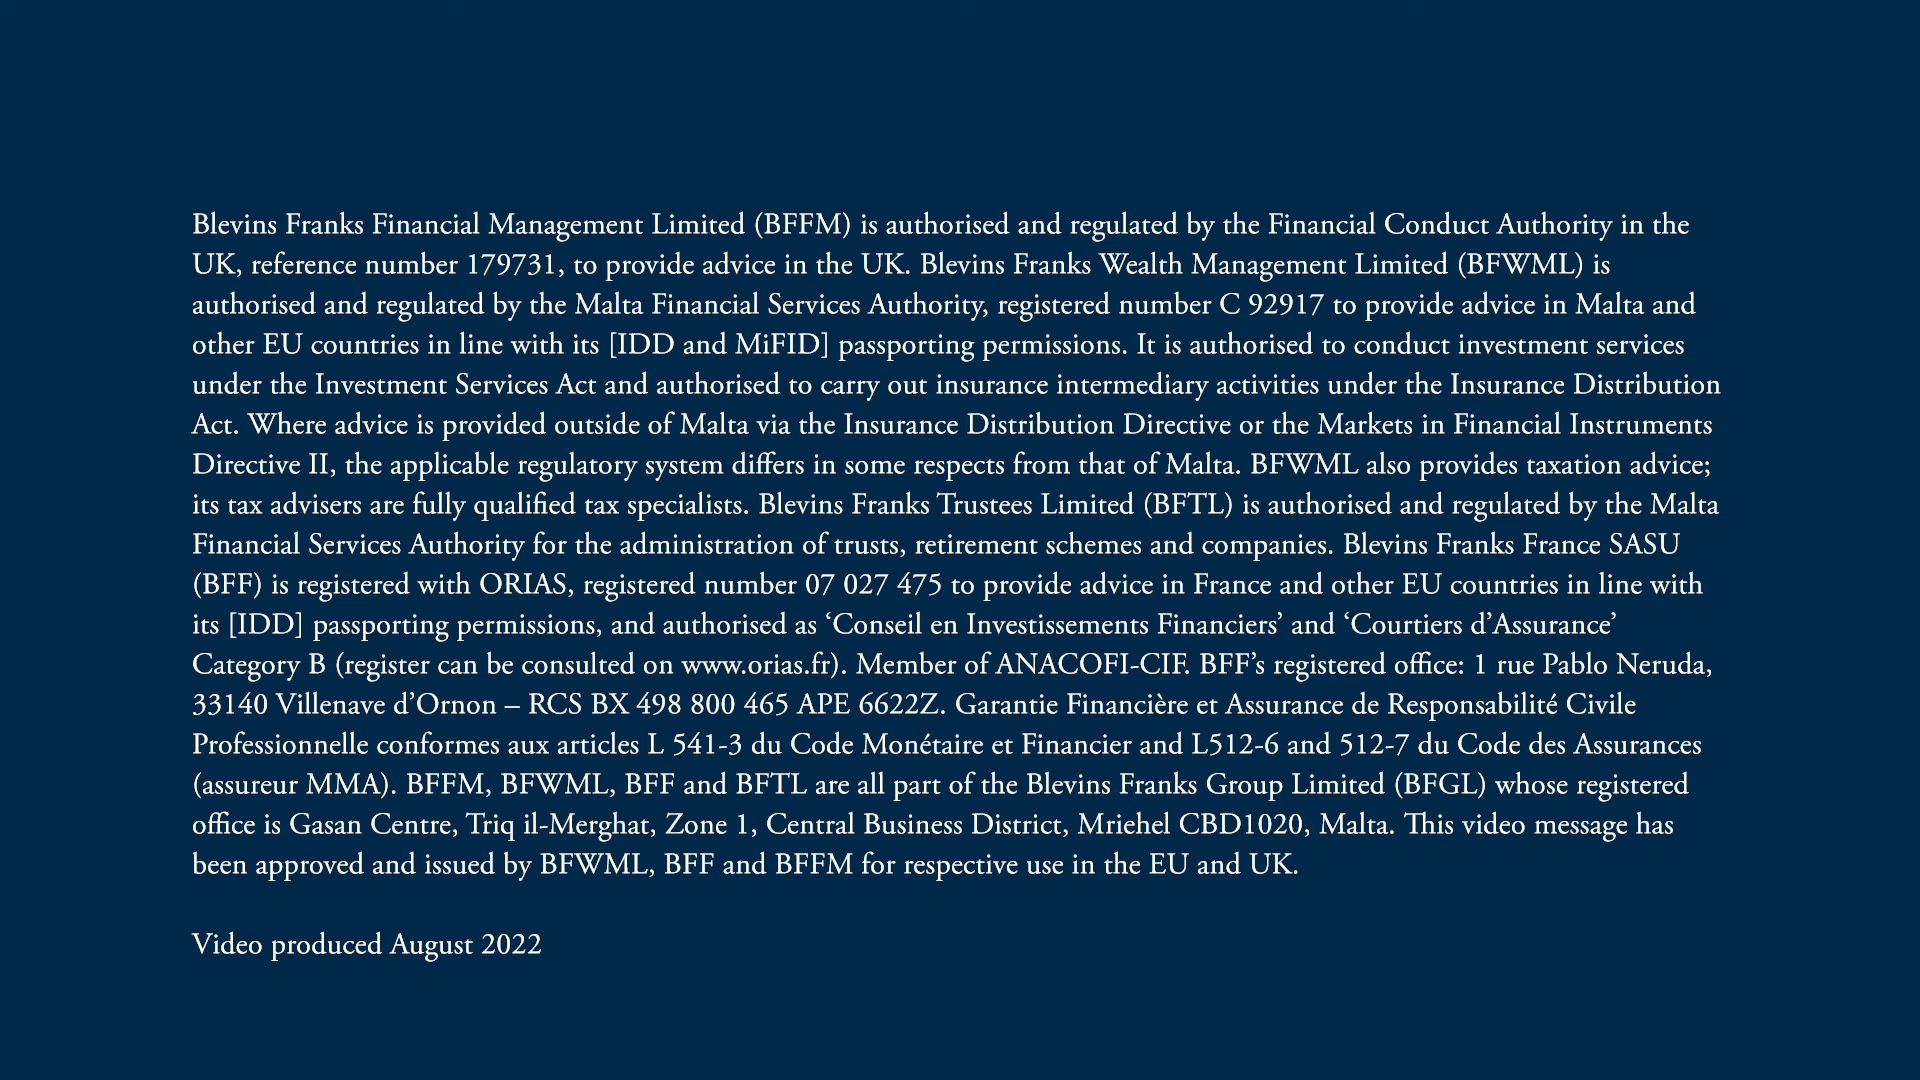 Blevins Franks Financial Management Limited (BFFM) is authorised and regulated by the Financial Conduct Authority in the
UK, reference number 179731, to provide advice in the UK. Blevins Franks Wealth Management Limited (BFWML) is
authorised and regulated by the Malta Financial Services Authority, registered number C 92917 to provide advice in Malta and
other EU countries in line with its [IDD and MiFID] passporting permissions. It is authorised to conduct investment services
under the Investment Services Act and authorised to carry out insurance intermediary activities under the Insurance Distribution
Act. Where advice is provided outside of Malta via the Insurance Distribution Directive or the Markets in Financial Instruments
Directive II, the applicable regulatory system differs in some respects from that of Malta. BFWML also provides taxation advice;
its tax advisers are fully qualified tax specialists. Blevins Franks Trustees Limited (BFTL) is authorised and regulated by the Malta
Financial Services Authority for the administration of trusts, retirement schemes and companies. Blevins Franks France SASU
(BFF) is registered with ORIAS, registered number 07 027 475 to provide advice in France and other EU countries in line with
its [IDD] passporting permissions, and authorised as ‘Conseil en Investissements Financiers’ and ‘Courtiers d’Assurance’
Category B (register can be consulted on www.orias.fr). Member of ANACOFI-CIF. BFF’s registered office: 1 rue Pablo Neruda,
33140 Villenave d’Ornon – RCS BX 498 800 465 APE 6622Z. Garantie Financière et Assurance de Responsabilité Civile
Professionnelle conformes aux articles L 541-3 du Code Monétaire et Financier and L512-6 and 512-7 du Code des Assurances
(assureur MMA). BFFM, BFWML, BFF and BFTL are all part of the Blevins Franks Group Limited (BFGL) whose registered
office is Gasan Centre, Triq il-Merghat, Zone 1, Central Business District, Mriehel CBD1020, Malta. This video message has
been approved and issued by BFWML, BFF and BFFM for respective use in the EU and UK.
Video produced August 2022